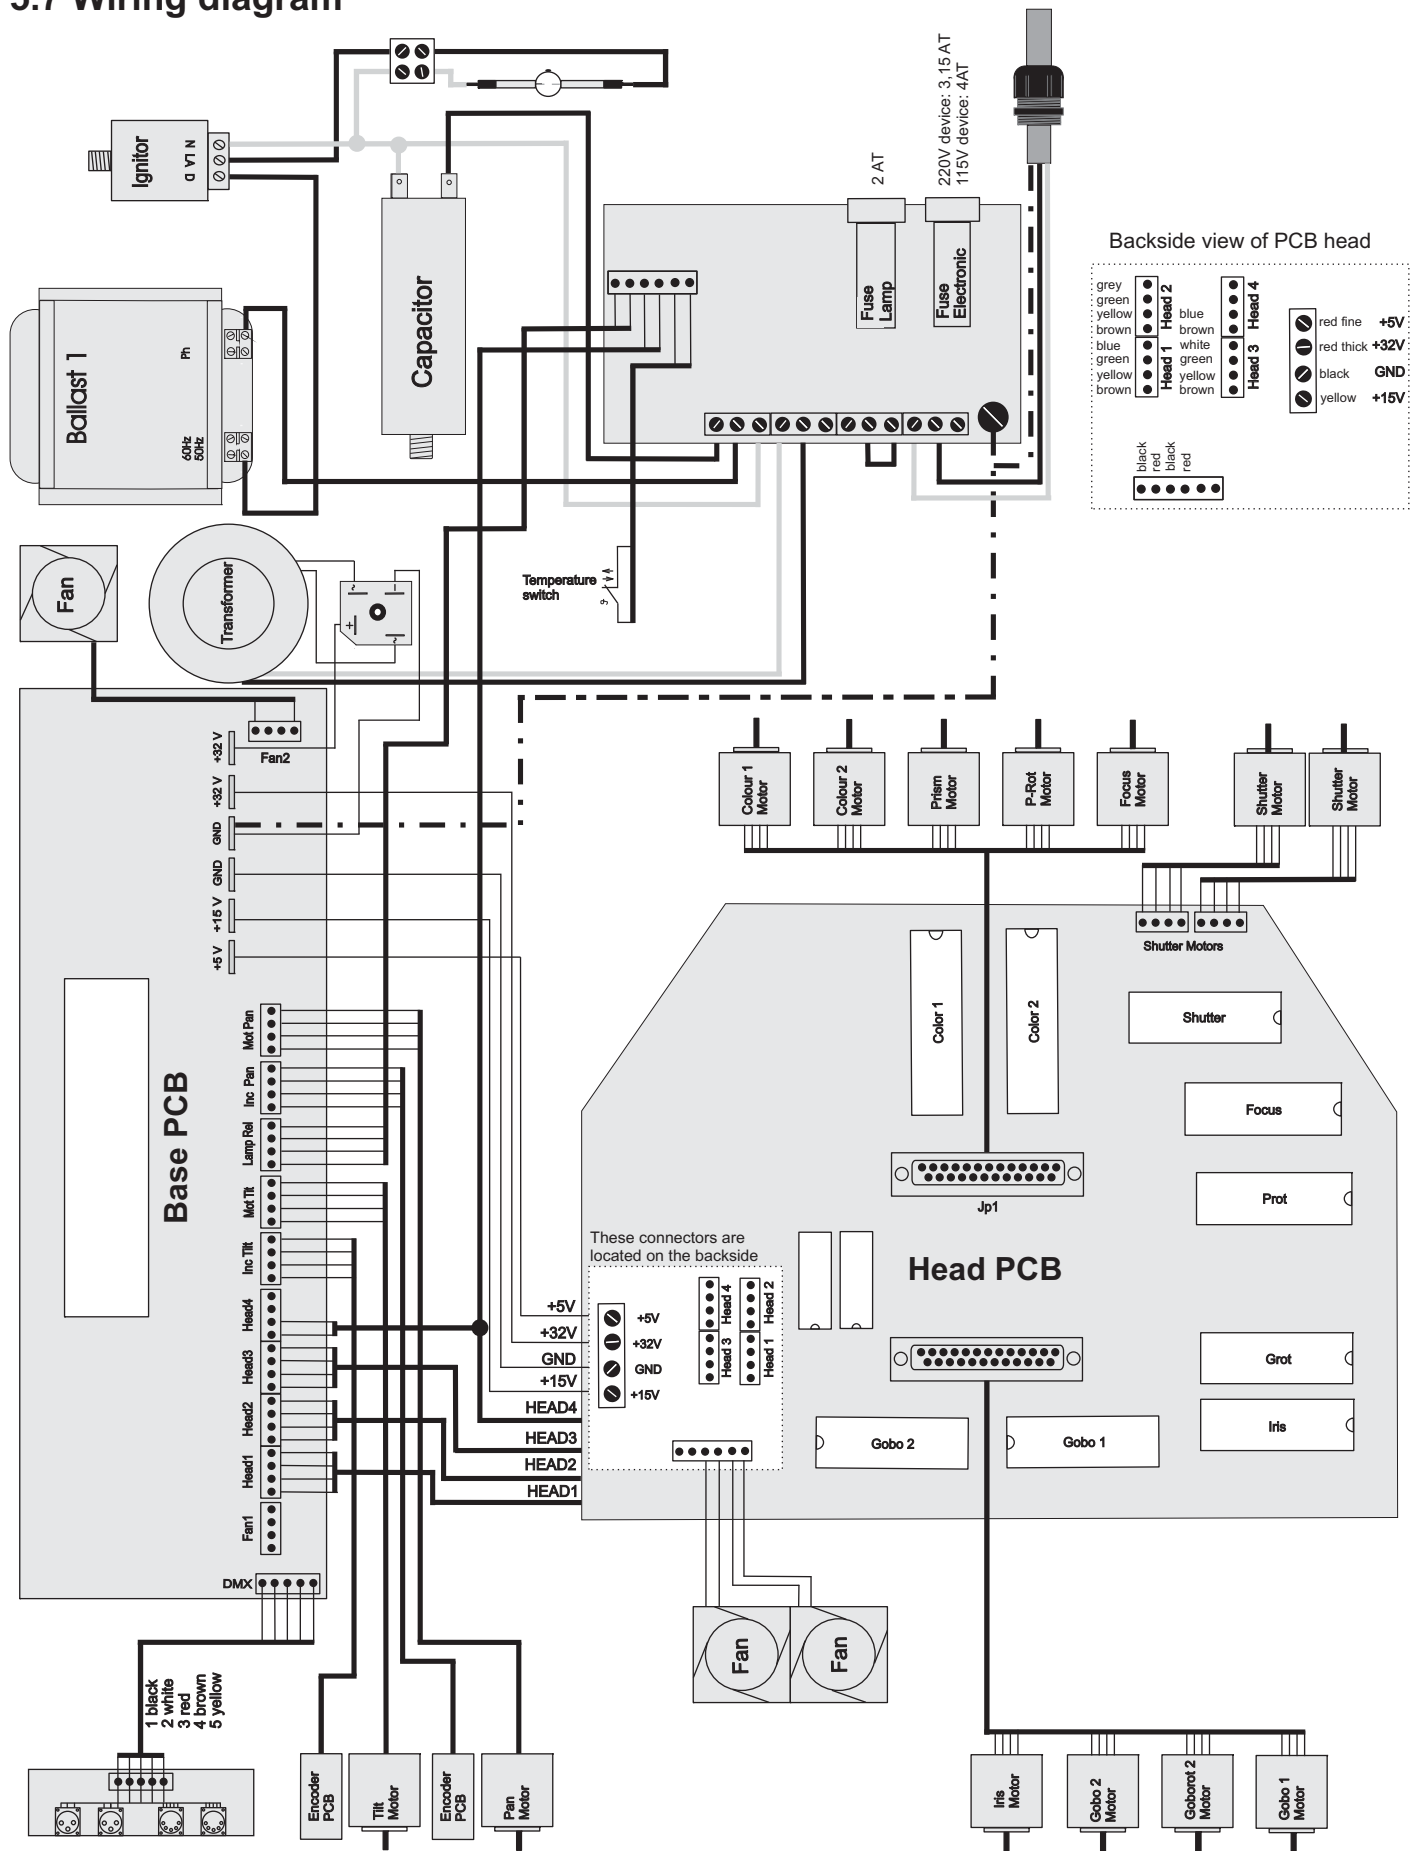 5.7 Wiring diagram
Ignitor
N LA D
Capacitor
2 AT
220V device: 3,15 AT
115V device: 4AT
Fuse
Lamp
Fuse
Electronic
Backside view of PCB head
grey
green
yellow
brown
blue
green
yellow
brown
Head 2
Head 1
blue
brown
white
green
yellow
brown
Head 4
Head 3
red fine +5V
red thick +32V
black GND
yellow +15V
black
red
black
red
Ballast 1
Ph
60Hz
50Hz
Fan
Transformer
~
–
+
~
Temperature
switch
Fan2
+32 V
+32 V
GND
GND
+15 V
+5 V
Colour 1
Motor
Colour 2
Motor
Prism
Motor
P-Rot
Motor
Focus
Motor
Shutter
Motor
Shutter
Motor
Shutter Motors
Color 1
Color 2
Shutter
Focus
Prot
Grot
Iris
Jp1
Head PCB
Gobo 2
Gobo 1
Base PCB
Mot Pan
Inc Pan
Lamp Rel
Mot Tit
Inc Tilt
Head4
Head3
Head2
Head1
Fan1
DMX
These connectors are
located on the backside
+5V
+32V
GND
+15V
HEAD4
HEAD3
HEAD2
HEAD1
+5V
+32V
GND
+15V
Head 4
Head 3
Head 2
Head 1
Fan
Fan
1 black
2 white
3 red
4 brown
5 yellow
Encoder
PCB
Tilt
Motor
Encoder
PCB
Pan
Motor
Iris
Motor
Gobo 2
Motor
Goborot 2
Motor
Gobo 1
Motor